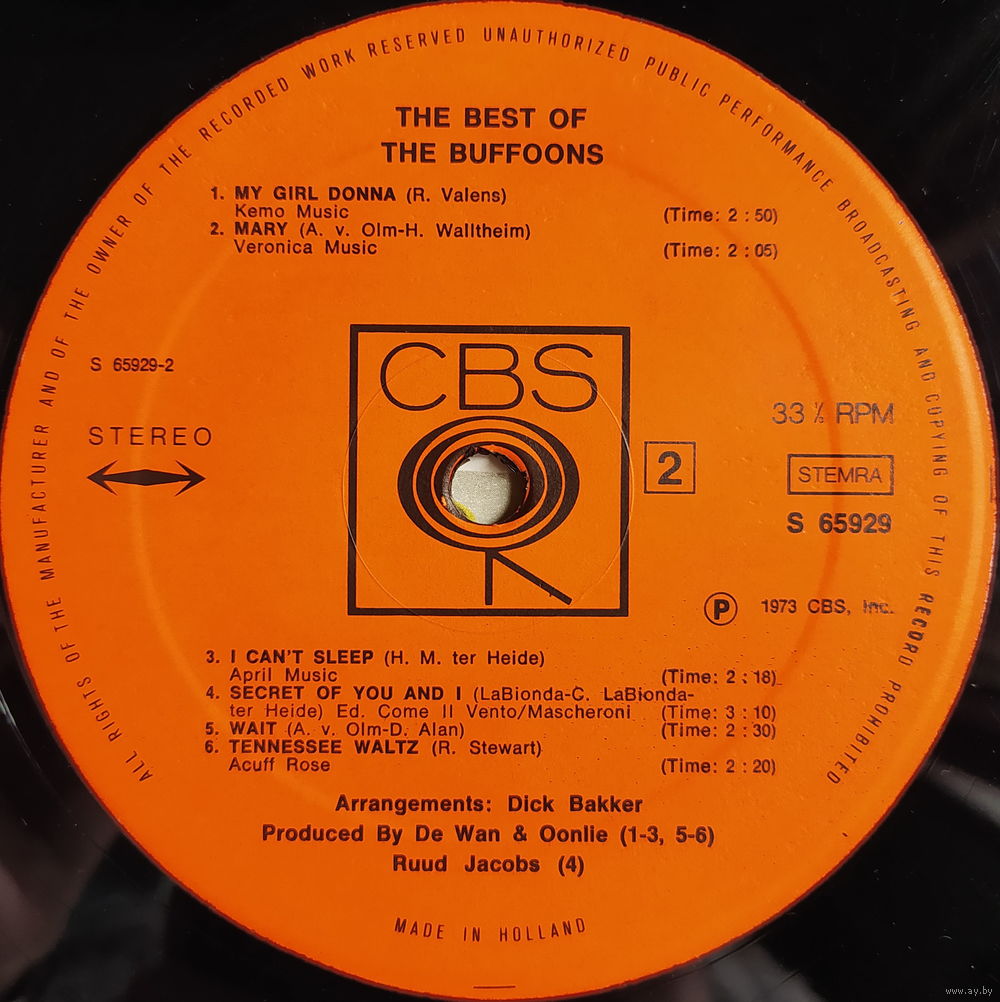 ALL RIGHTS OF THE MANUFACTURER AND OF THE OWNER OF THE RECORDED WORK RESERVED UNAUTHORIZED PUBLIC PERFORMANCE BROADCASTING AND COPYING OF THIS RECORD PROHIBITED
THE BEST OF
THE BUFFOONS
1. MY GIRL DONNA (R. Valens)
Kemo Music (Time: 2 : 50)
2. MARY (A. v. Olm-H. Walltheim)
Veronica Music (Time: 2 : 05)
S 65929-2
CBS
STEREO
33 ⅓ RPM
2
STEMRA
S 65929
Ⓟ 1973 CBS, Inc.
3. I CAN'T SLEEP (H. M. ter Heide)
April Music (Time: 2 : 18)
4. SECRET OF YOU AND I (LaBionda-C. LaBionda-
ter Heide) Ed. Come Il Vento/Mascheroni (Time: 3 : 10)
5. WAIT (A. v. Olm-D. Alan) (Time: 2 : 30)
6. TENNESSEE WALTZ (R. Stewart)
Acuff Rose (Time: 2 : 20)
Arrangements: Dick Bakker
Produced By De Wan & Oonlie (1-3, 5-6)
Ruud Jacobs (4)
MADE IN HOLLAND
www.ay.by